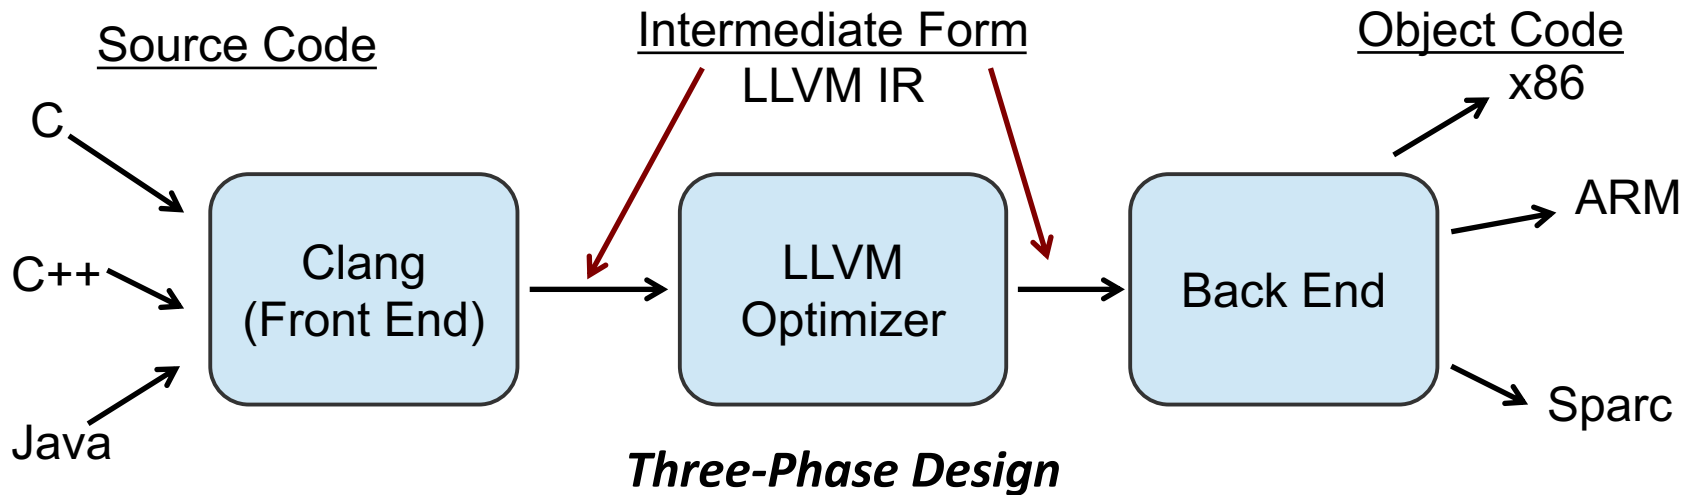 Source Code
Intermediate Form
LLVM IR
Object Code
C
C++
Java
Clang
(Front End)
LLVM
Optimizer
Back End
x86
ARM
Sparc
Three-Phase Design